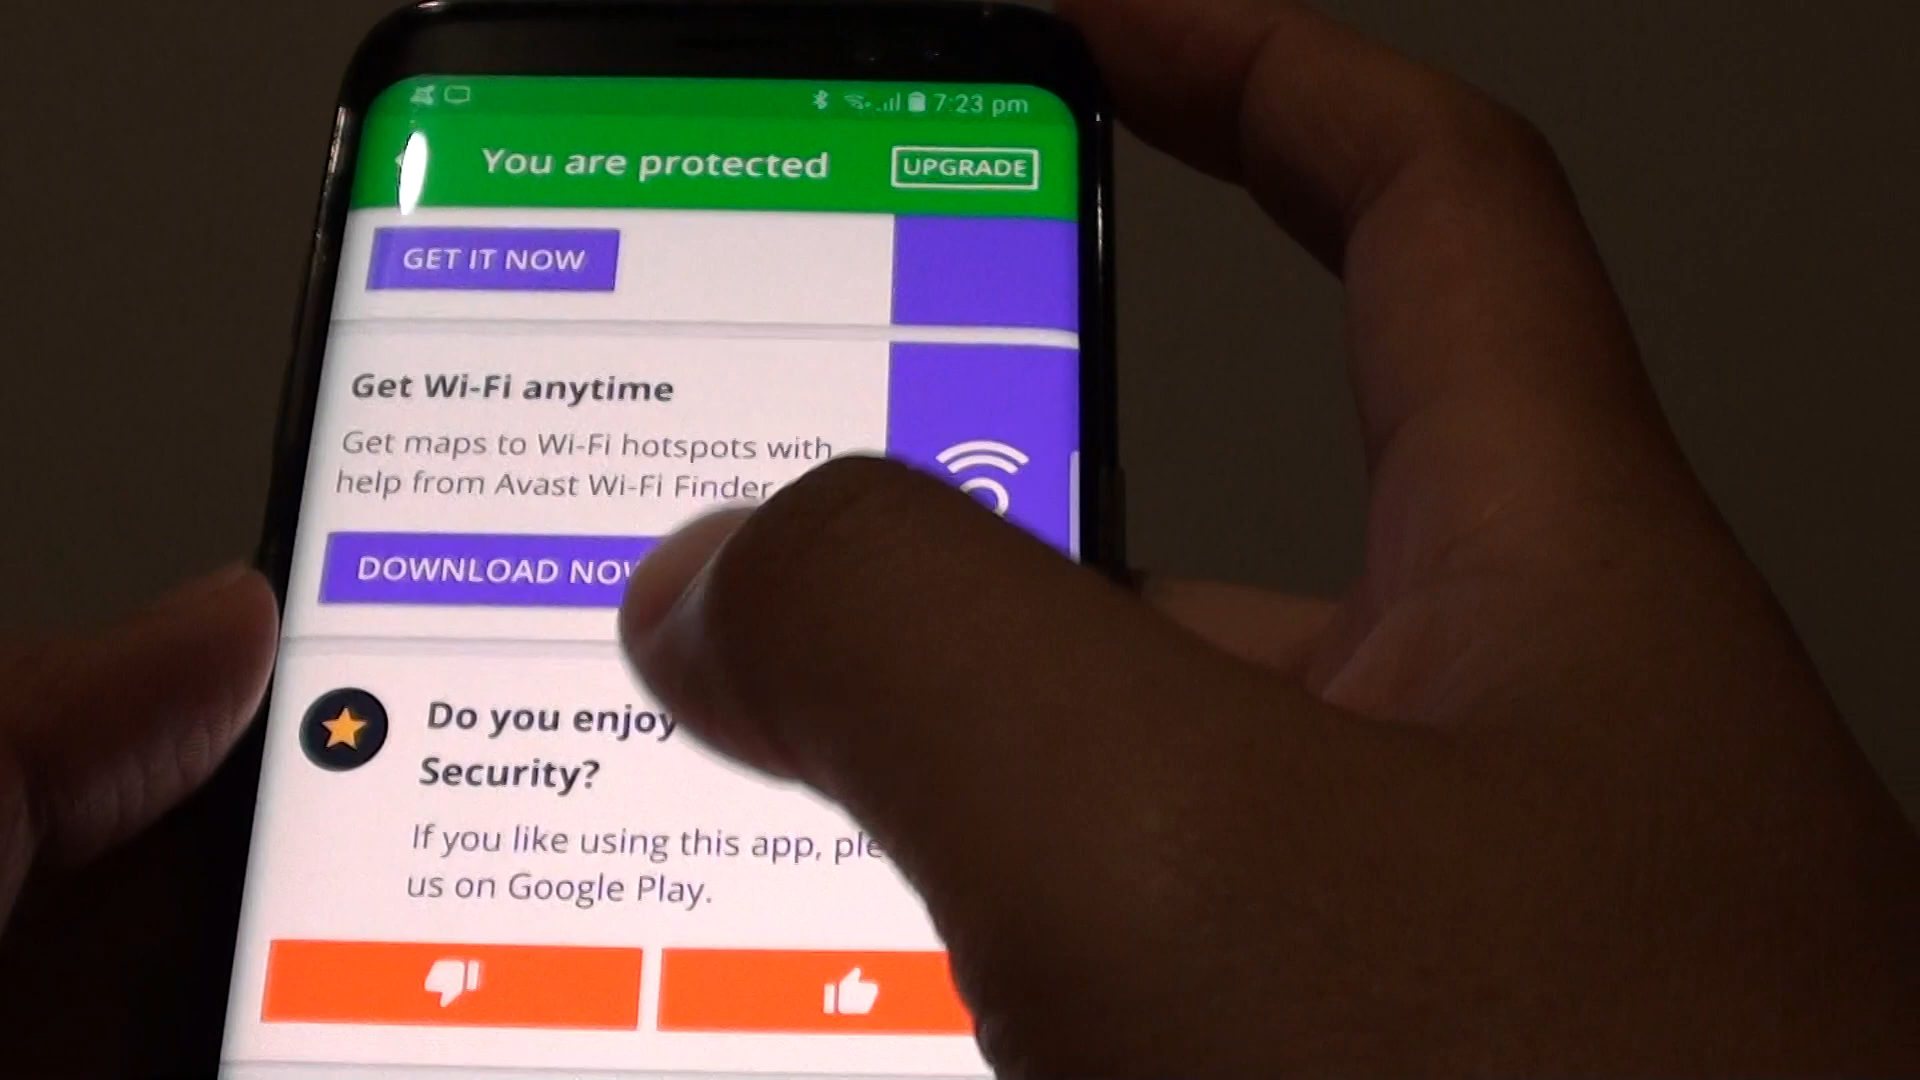 7:23 pm
You are protected
UPGRADE
GET IT NOW
Get Wi-Fi anytime
Get maps to Wi-Fi hotspots with
help from Avast Wi-Fi Finder
DOWNLOAD
Do you enjoy
Security?
If you like using this app,
us on Google Play.